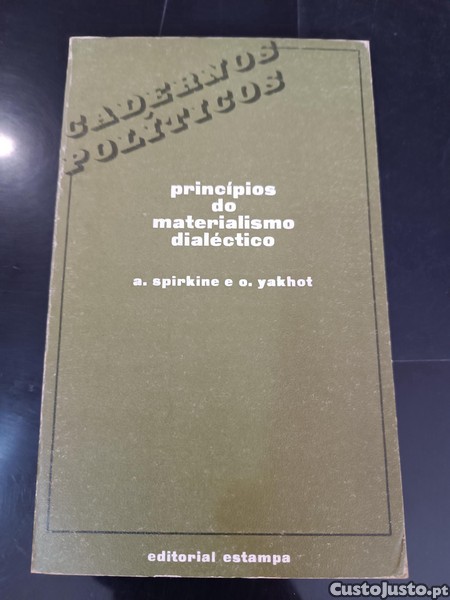 CADERNOS
POLÍTICOS
princípios
do
materialismo
dialéctico
a. spirkine e o. yakhot
editorial estampa
CustoJusto.pt